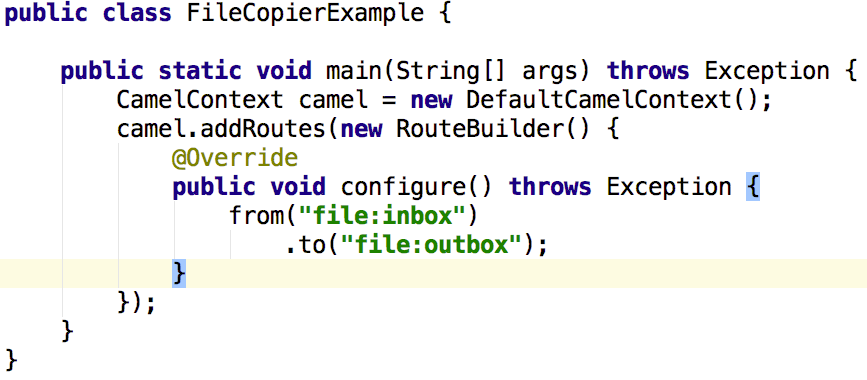 public class FileCopierExample {
public static void main(String[] args) throws Exception {
CamelContext camel = new DefaultCamelContext();
camel.addRoutes(new RouteBuilder() {
@Override
public void configure() throws Exception {
from("file:inbox")
.to("file:outbox");
}
});
}
}